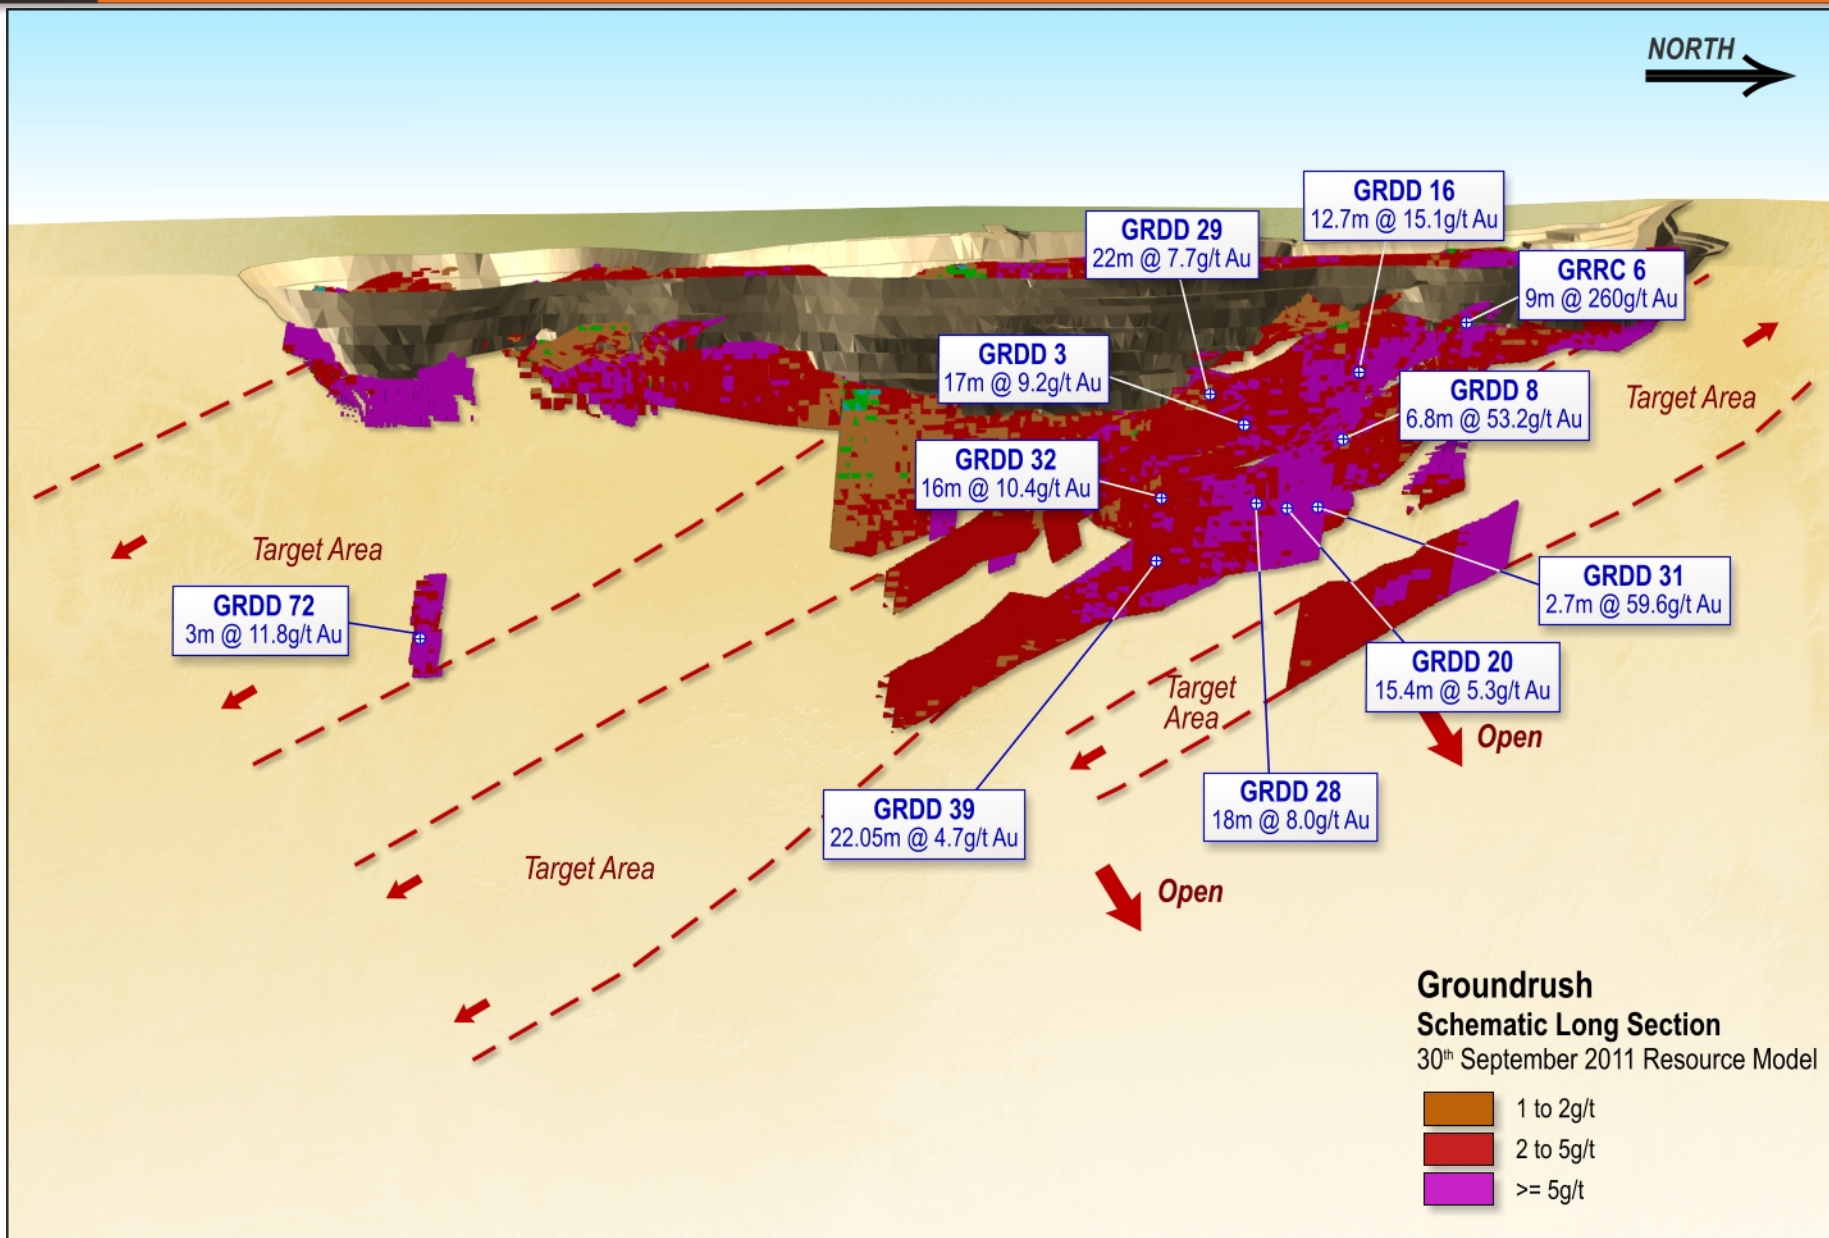 NORTH
GRDD 16
12.7m @ 15.1g/t Au
GRDD 29
22m @ 7.7g/t Au
GRRC 6
9m @ 260g/t Au
GRDD 3
17m @ 9.2g/t Au
GRDD 8
6.8m @ 53.2g/t Au
Target Area
GRDD 32
16m @ 10.4g/t Au
Target Area
GRDD 72
3m @ 11.8g/t Au
GRDD 31
2.7m @ 59.6g/t Au
GRDD 20
15.4m @ 5.3g/t Au
Target
Area
Open
GRDD 39
22.05m @ 4.7g/t Au
GRDD 28
18m @ 8.0g/t Au
Target Area
Open
Groundrush
Schematic Long Section
30th September 2011 Resource Model
1 to 2g/t
2 to 5g/t
>= 5g/t